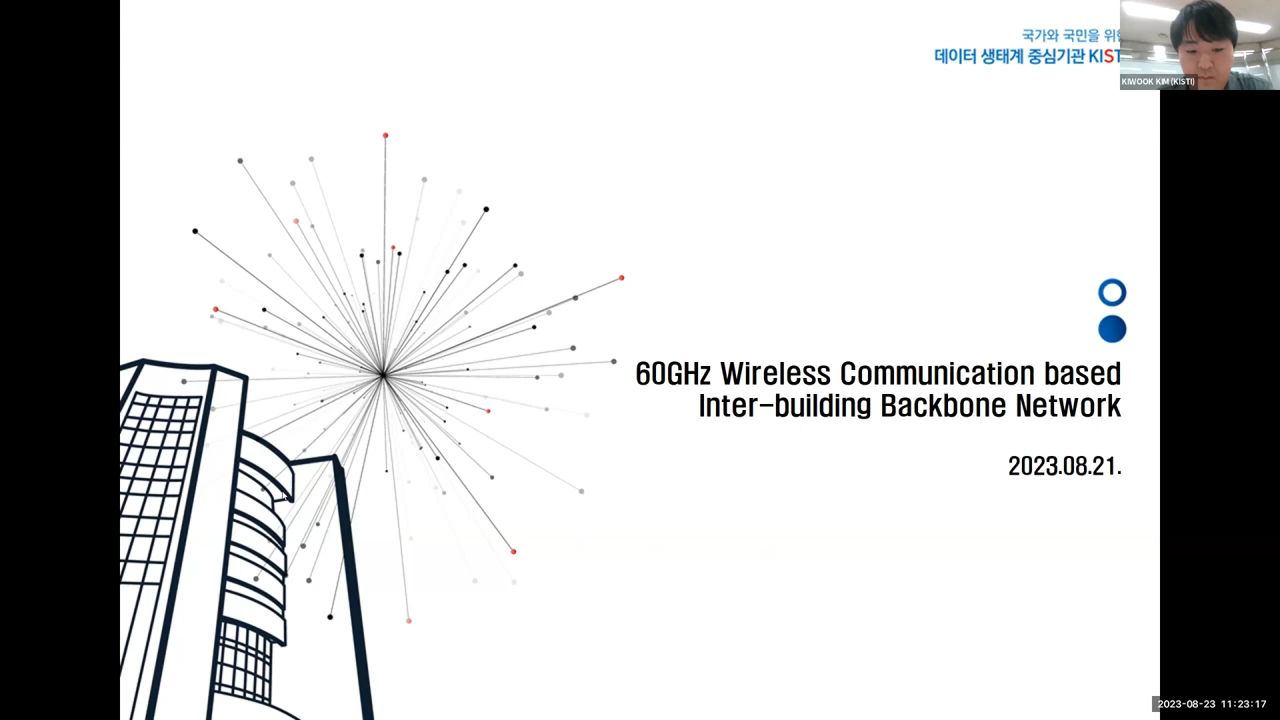 국가와 국민을 위한
데이터 생태계 중심기관 KIST
KIWOOK KIM (KISTI)
60GHz Wireless Communication based
Inter-building Backbone Network
2023.08.21.
2023-08-23 11:23:17